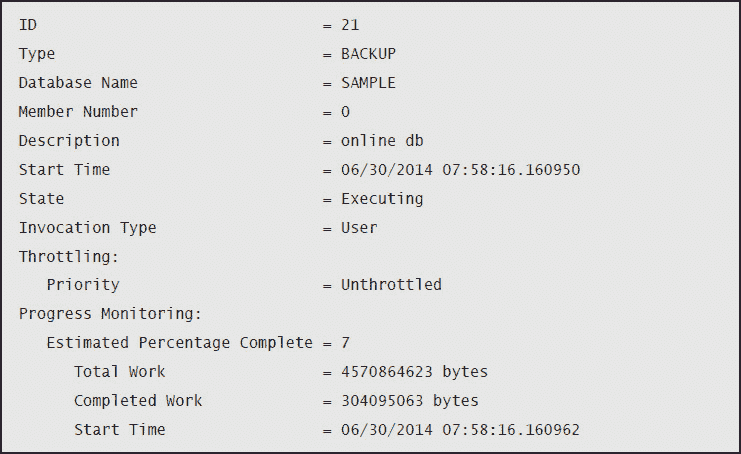 ID = 21
Type = BACKUP
Database Name = SAMPLE
Member Number = 0
Description = online db
Start Time = 06/30/2014 07:58:16.160950
State = Executing
Invocation Type = User
Throttling:
Priority = Unthrottled
Progress Monitoring:
Estimated Percentage Complete = 7
Total Work = 4570864623 bytes
Completed Work = 304095063 bytes
Start Time = 06/30/2014 07:58:16.160962